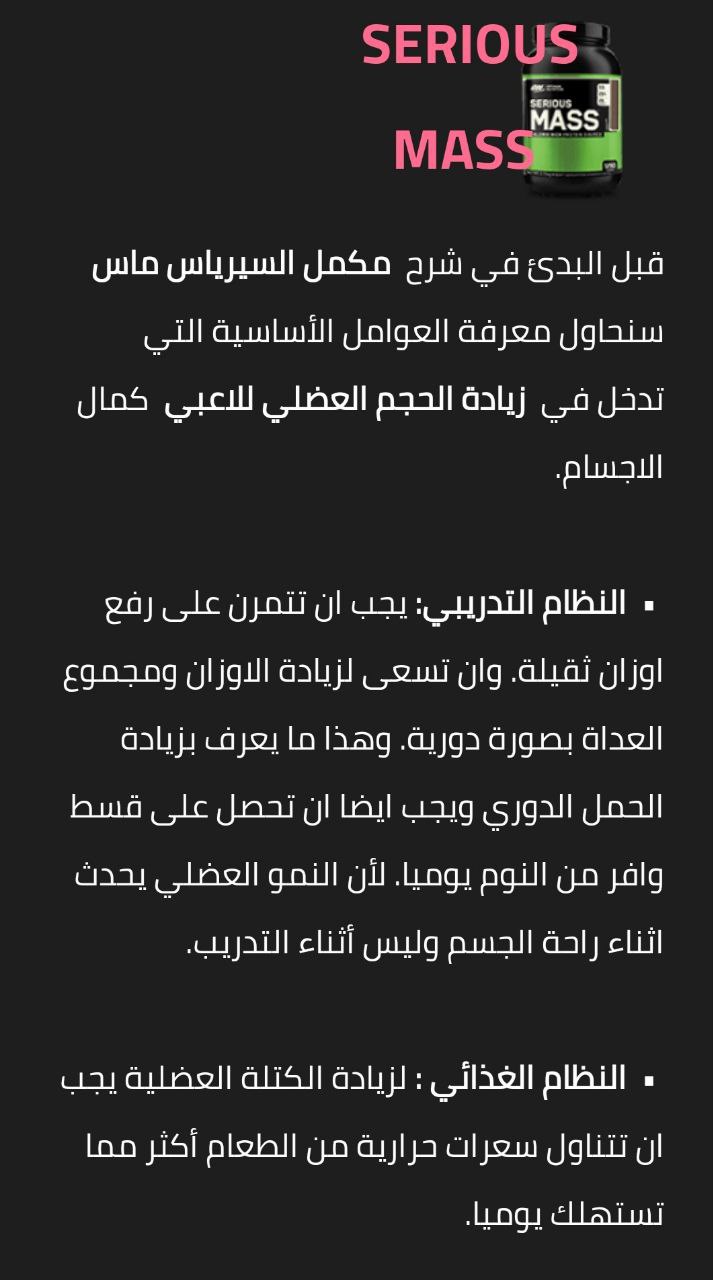 SERIOUS
MASS
SERIOUS
MASS
قبل البدئ في شرح مكمل السيرياس ماس
سنحاول معرفة العوامل الأساسية التي
تدخل في زيادة الحجم العضلي للاعبي كمال
الاجسام.
▪ النظام التدريبي: يجب ان تتمرن على رفع
اوزان ثقيلة. وان تسعى لزيادة الاوزان ومجموع
العداة بصورة دورية. وهذا ما يعرف بزيادة
الحمل الدوري ويجب ايضا ان تحصل على قسط
وافر من النوم يوميا. لأن النمو العضلي يحدث
اثناء راحة الجسم وليس أثناء التدريب.
▪ النظام الغذائي : لزيادة الكتلة العضلية يجب
ان تتناول سعرات حرارية من الطعام أكثر مما
تستهلك يوميا.